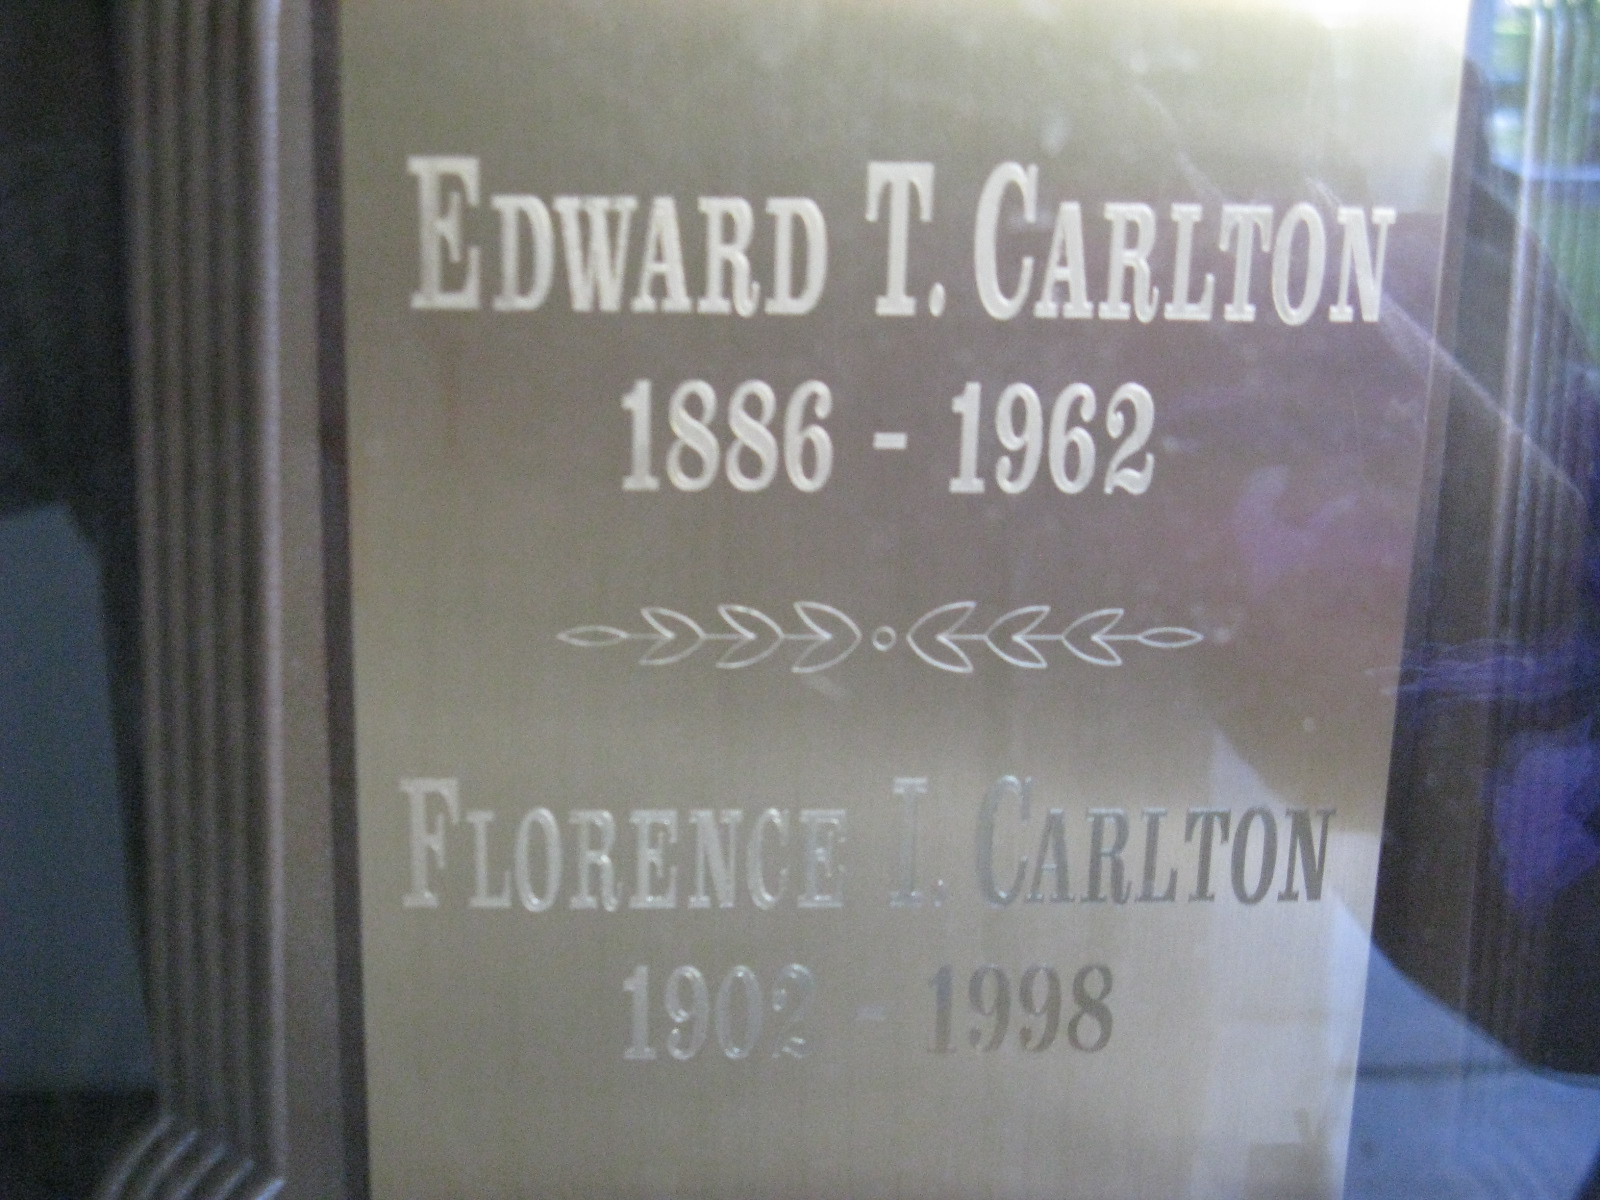 EDWARD T. CARLTON
1886 - 1962
FLORENCE I. CARLTON
1902 - 1998